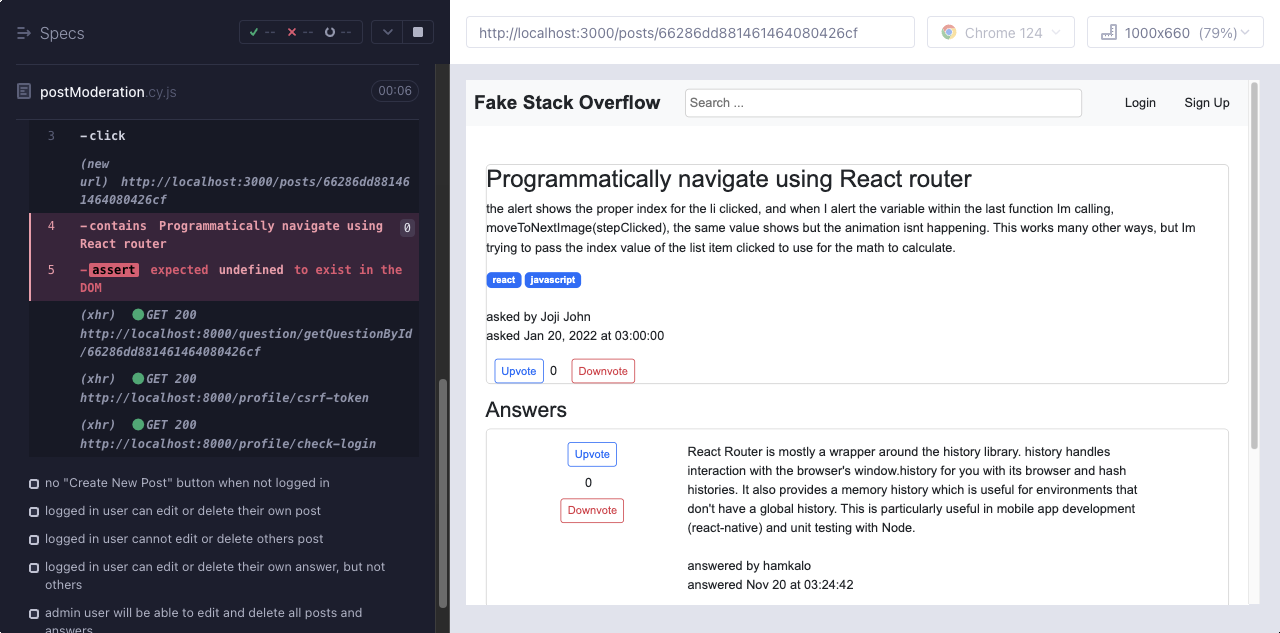 Specs
-- -- --
postModeration.cy.js
00:06
3 -click
(new
url) http://localhost:3000/posts/66286dd88146
1464080426cf
4 -contains Programmatically navigate using 0
React router
5 -assert expected undefined to exist in the
DOM
(xhr) GET 200
http://localhost:8000/question/getQuestionById
/66286dd881461464080426cf
(xhr) GET 200
http://localhost:8000/profile/csrf-token
(xhr) GET 200
http://localhost:8000/profile/check-login
no "Create New Post" button when not logged in
logged in user can edit or delete their own post
logged in user cannot edit or delete others post
logged in user can edit or delete their own answer, but not
others
admin user will be able to edit and delete all posts and
answers
http://localhost:3000/posts/66286dd881461464080426cf
Chrome 124
1000x660 (79%)
Fake Stack Overflow
Search ...
Login
Sign Up
Programmatically navigate using React router
the alert shows the proper index for the li clicked, and when I alert the variable within the last function Im calling,
moveToNextImage(stepClicked), the same value shows but the animation isnt happening. This works many other ways, but Im
trying to pass the index value of the list item clicked to use for the math to calculate.
react javascript
asked by Joji John
asked Jan 20, 2022 at 03:00:00
Upvote 0 Downvote
Answers
Upvote
0
Downvote
React Router is mostly a wrapper around the history library. history handles
interaction with the browser's window.history for you with its browser and hash
histories. It also provides a memory history which is useful for environments that
don't have a global history. This is particularly useful in mobile app development
(react-native) and unit testing with Node.
answered by hamkalo
answered Nov 20 at 03:24:42